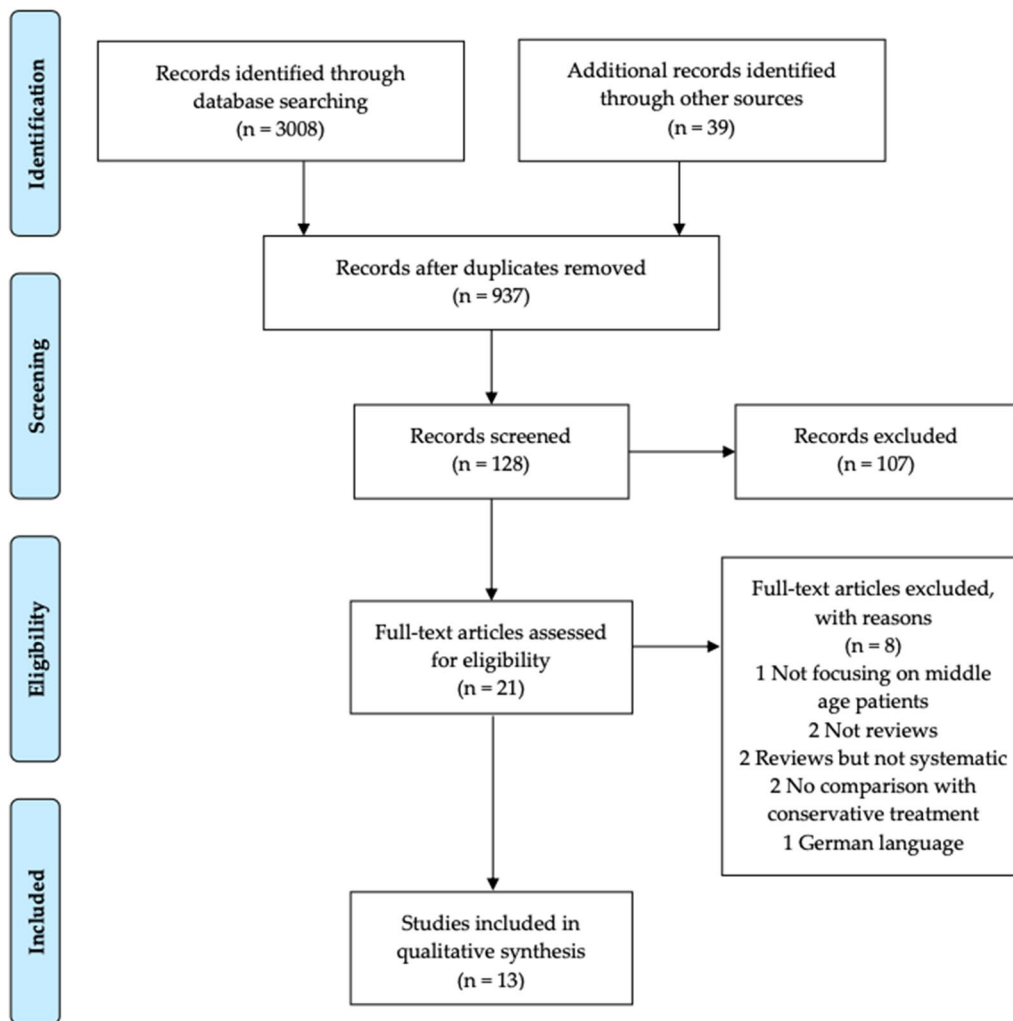 Identification
Records identified through
database searching
(n = 3008)
Additional records identified
through other sources
(n = 39)
Records after duplicates removed
(n = 937)
Screening
Records screened
(n = 128)
Records excluded
(n = 107)
Eligibility
Full-text articles assessed
for eligibility
(n = 21)
Full-text articles excluded,
with reasons
(n = 8)
1 Not focusing on middle
age patients
2 Not reviews
2 Reviews but not systematic
2 No comparison with
conservative treatment
1 German language
Included
Studies included in
qualitative synthesis
(n = 13)